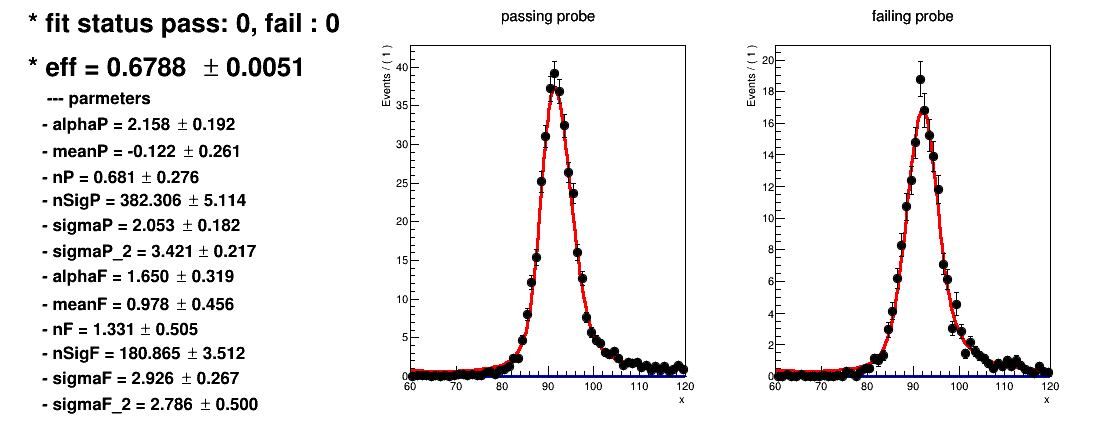 * fit status pass: 0, fail : 0
* eff = 0.6788 ± 0.0051
--- parmeters
- alphaP = 2.158 ± 0.192
- meanP = -0.122 ± 0.261
- nP = 0.681 ± 0.276
- nSigP = 382.306 ± 5.114
- sigmaP = 2.053 ± 0.182
- sigmaP_2 = 3.421 ± 0.217
- alphaF = 1.650 ± 0.319
- meanF = 0.978 ± 0.456
- nF = 1.331 ± 0.505
- nSigF = 180.865 ± 3.512
- sigmaF = 2.926 ± 0.267
- sigmaF_2 = 2.786 ± 0.500
passing probe
Events / ( 1 )
40
35
30
25
20
15
10
5
0
60 70 80 90 100 110 120
x
failing probe
Events / ( 1 )
20
18
16
14
12
10
8
6
4
2
0
60 70 80 90 100 110 120
x